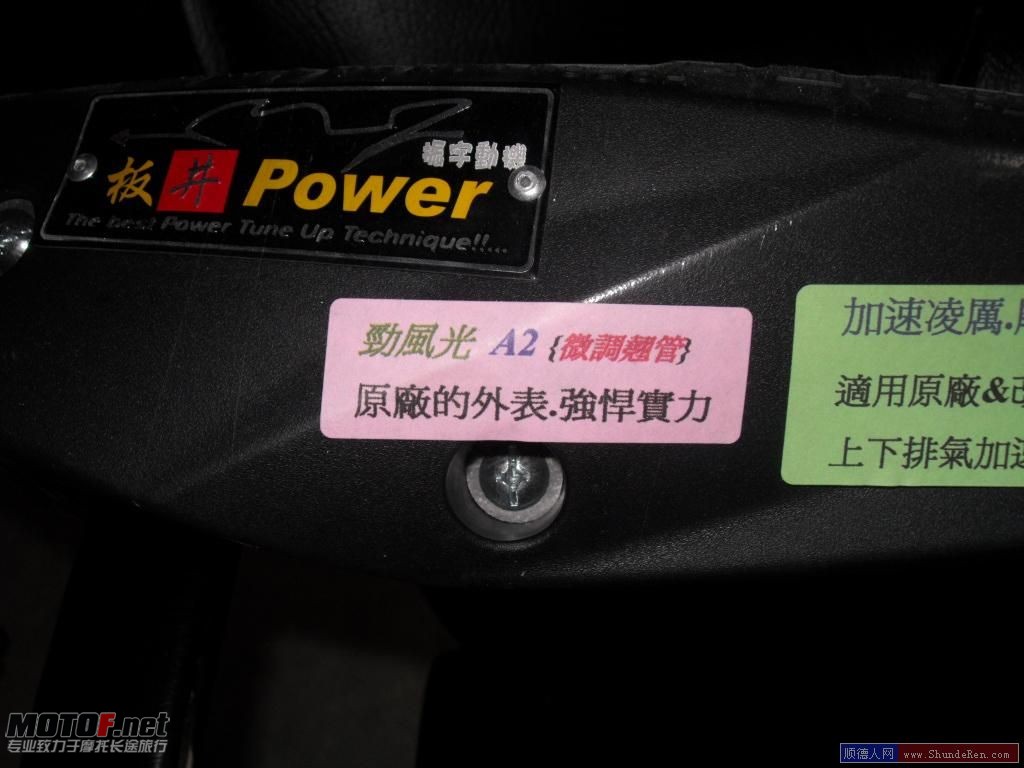 振宇動機
板井 Power
The best Power Tune Up Technique!!...
勁風光 A2 {微調翹管}
原廠的外表.強悍實力
加速凌厲.
適用原廠&改
上下排氣加速
MOTOF.net
专业致力于摩托长途旅行
顺德人网 www.ShundeRen.com